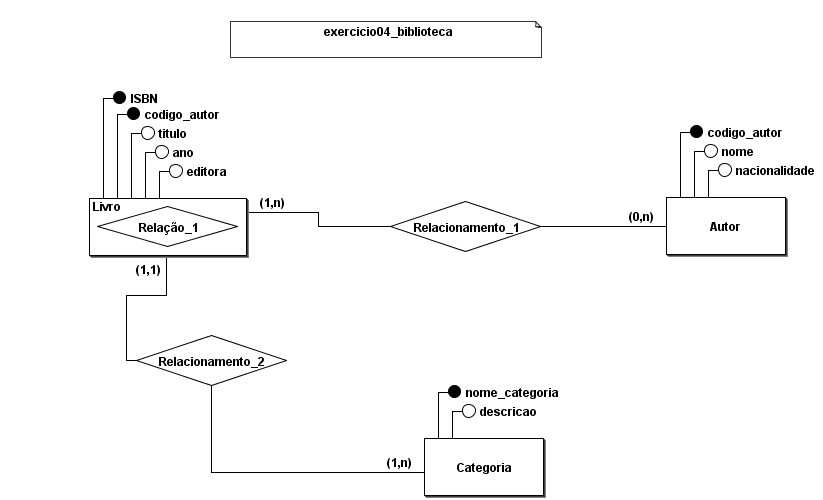 exercicio04_biblioteca
ISBN
codigo_autor
titulo
ano
editora
Livro
Relação_1
(1,n)
Relacionamento_1
(0,n)
codigo_autor
nome
nacionalidade
Autor
(1,1)
Relacionamento_2
(1,n)
nome_categoria
descricao
Categoria